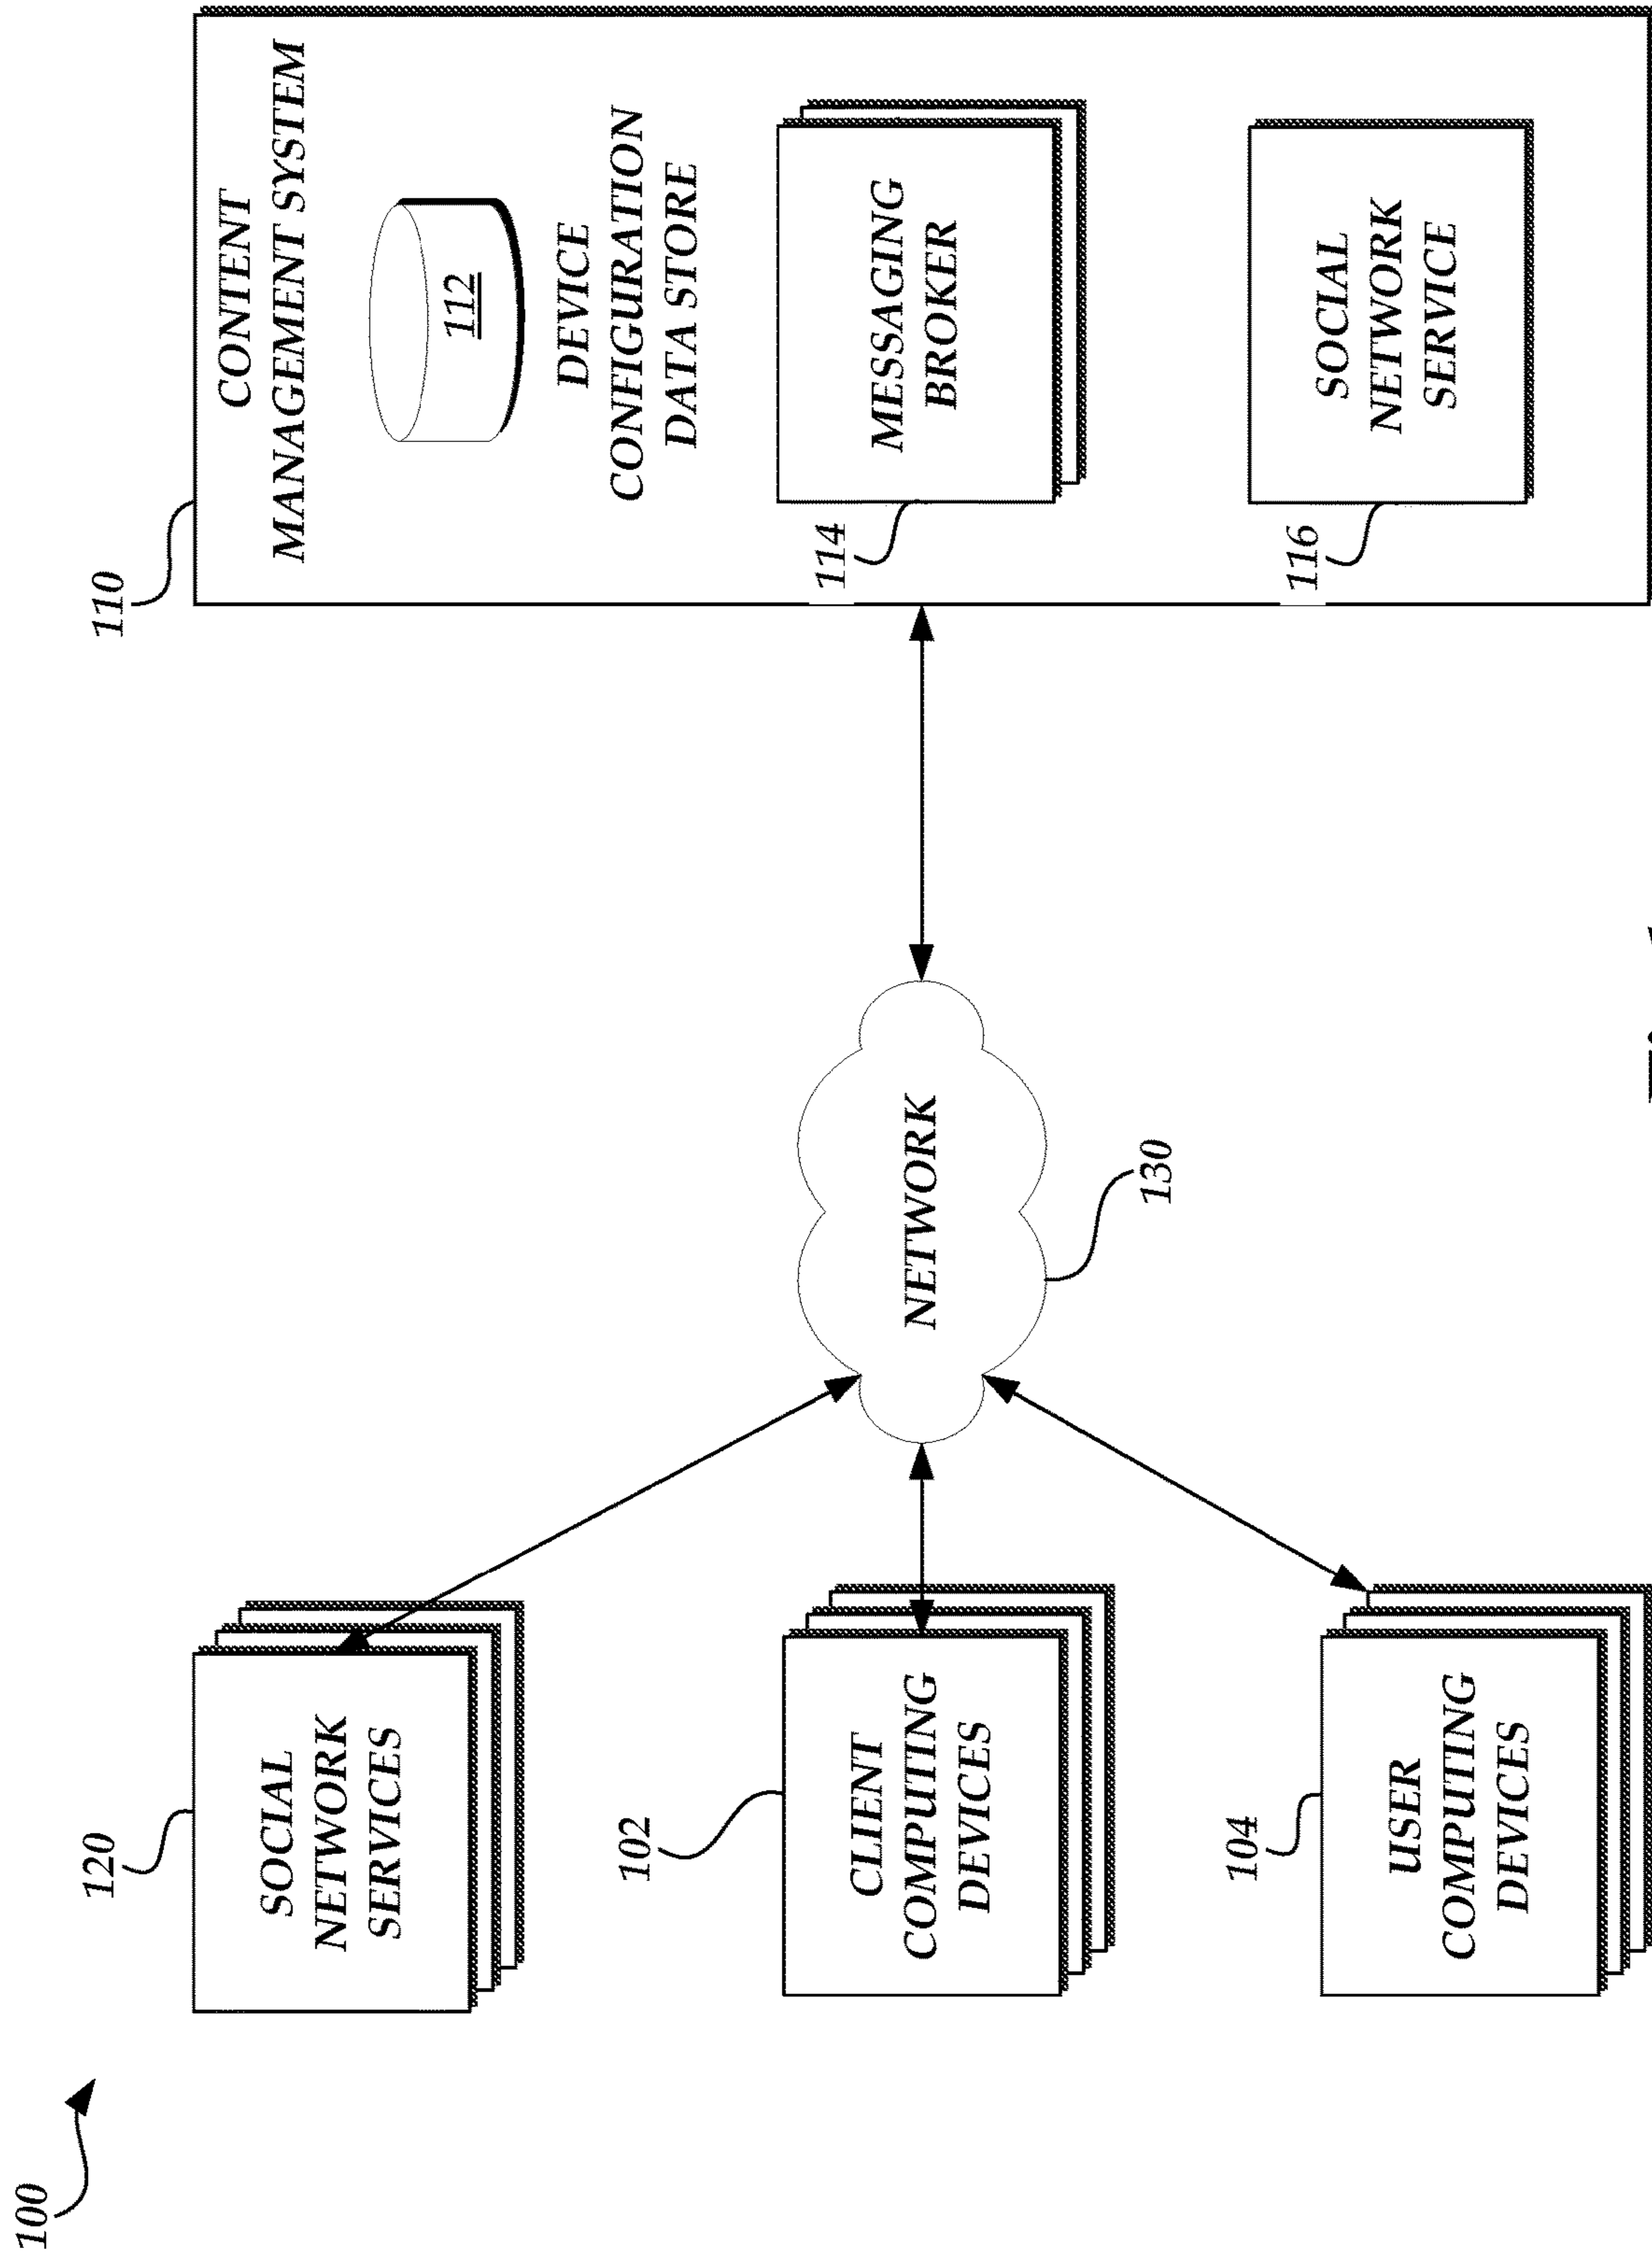 100
120
SOCIAL
NETWORK
SERVICES
102
CLIENT
COMPUTING
DEVICES
104
USER
COMPUTING
DEVICES
NETWORK
130
110
CONTENT
MANAGEMENT SYSTEM
112
DEVICE
CONFIGURATION
DATA STORE
114
MESSAGING
BROKER
116
SOCIAL
NETWORK
SERVICE